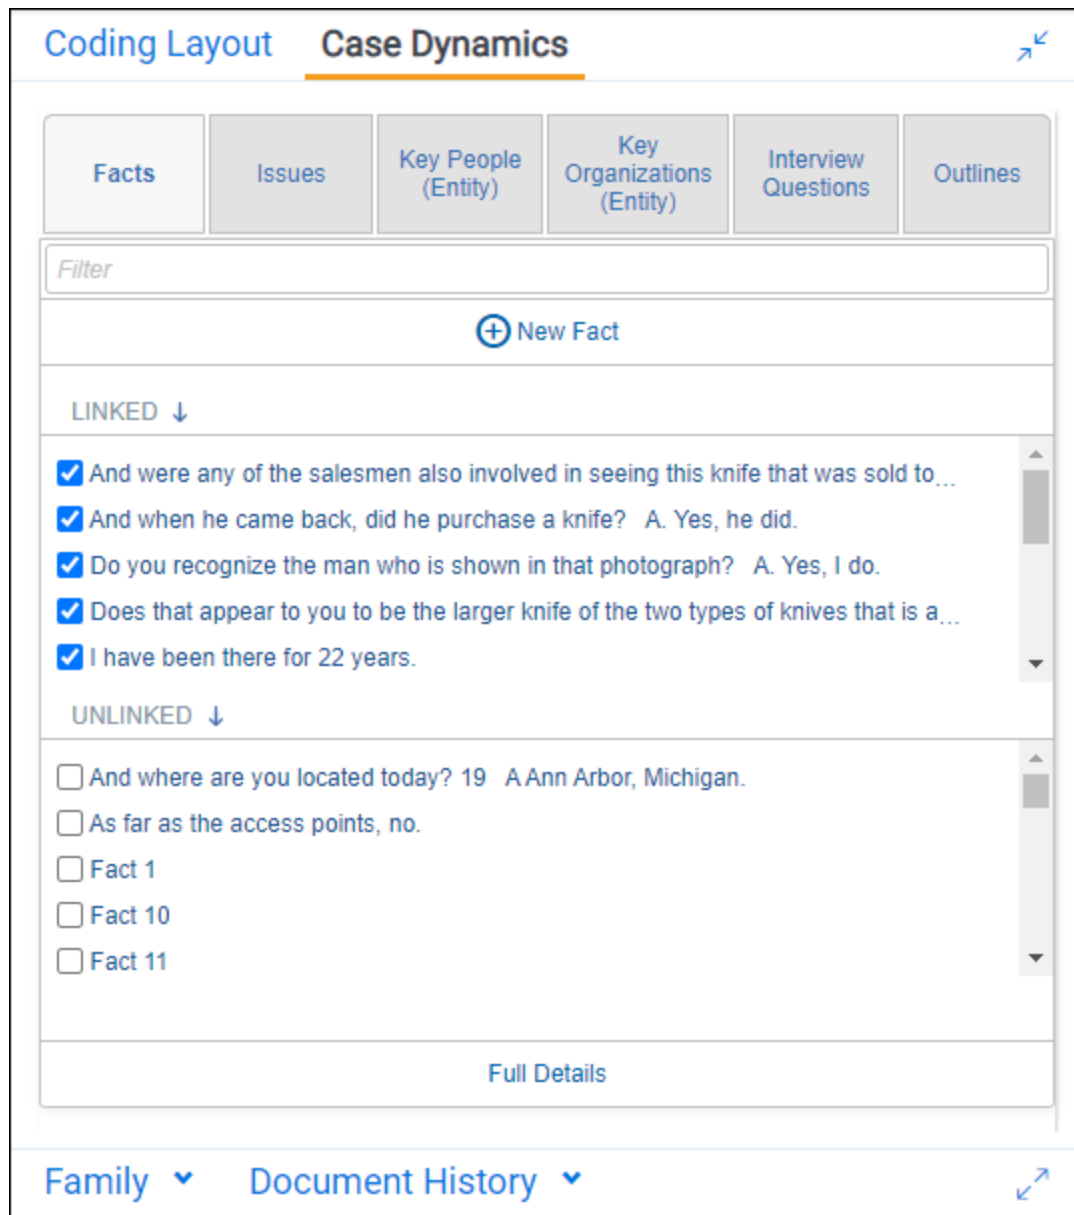 Coding Layout Case Dynamics
Facts
Issues
Key People
(Entity)
Key
Organizations
(Entity)
Interview
Questions
Outlines
Filter
New Fact
LINKED ↓
And were any of the salesmen also involved in seeing this knife that was sold to...
And when he came back, did he purchase a knife? A. Yes, he did.
Do you recognize the man who is shown in that photograph? A. Yes, I do.
Does that appear to you to be the larger knife of the two types of knives that is a...
I have been there for 22 years.
UNLINKED ↓
And where are you located today? 19 A Ann Arbor, Michigan.
As far as the access points, no.
Fact 1
Fact 10
Fact 11
Full Details
Family Document History